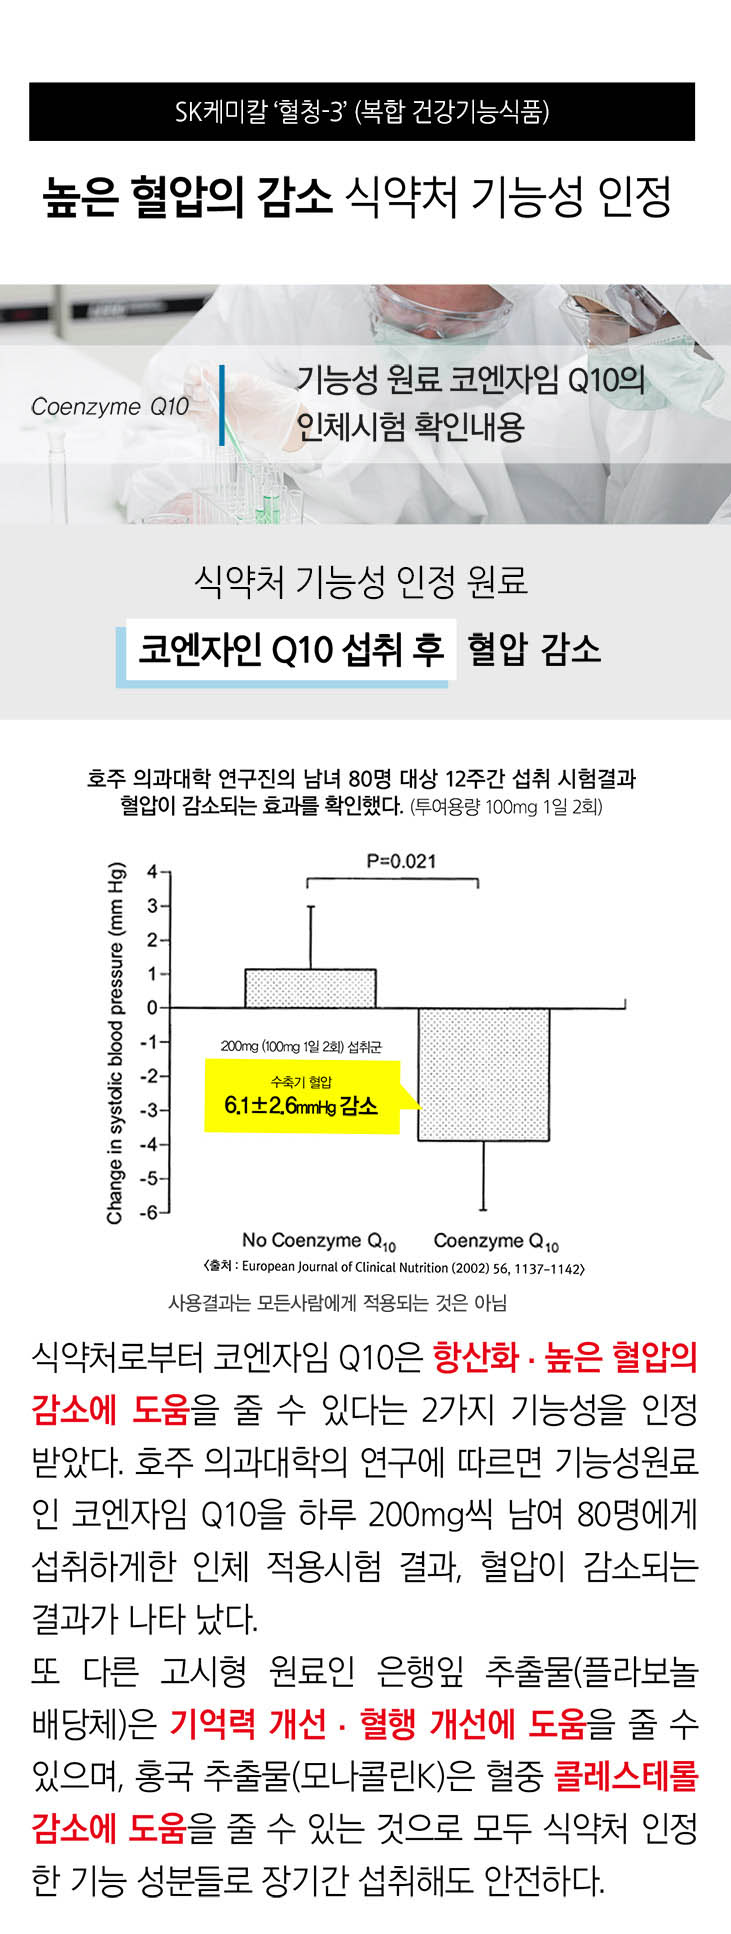 SK케미칼 ‘혈청-3’ (복합 건강기능식품)
높은 혈압의 감소 식약처 기능성 인정
Coenzyme Q10
기능성 원료 코엔자임 Q10의
인체시험 확인내용
식약처 기능성 인정 원료
코엔자인 Q10 섭취 후 혈압 감소
호주 의과대학 연구진의 남녀 80명 대상 12주간 섭취 시험결과
혈압이 감소되는 효과를 확인했다. (투여용량 100mg 1일 2회)
Change in systolic blood pressure (mm Hg)
4
3
2
1
0
-1
-2
-3
-4
-5
-6
P=0.021
200mg (100mg 1일 2회) 섭취군
수축기 혈압
6.1±2.6mmHg 감소
No Coenzyme Q10 Coenzyme Q10
<출처 : European Journal of Clinical Nutrition (2002) 56, 1137-1142>
사용결과는 모든사람에게 적용되는 것은 아님
식약처로부터 코엔자임 Q10은 항산화 · 높은 혈압의
감소에 도움을 줄 수 있다는 2가지 기능성을 인정
받았다. 호주 의과대학의 연구에 따르면 기능성원료
인 코엔자임 Q10을 하루 200mg씩 남여 80명에게
섭취하게한 인체 적용시험 결과, 혈압이 감소되는
결과가 나타 났다.
또 다른 고시형 원료인 은행잎 추출물(플라보놀
배당체)은 기억력 개선 · 혈행 개선에 도움을 줄 수
있으며, 홍국 추출물(모나콜린K)은 혈중 콜레스테롤
감소에 도움을 줄 수 있는 것으로 모두 식약처 인정
한 기능 성분들로 장기간 섭취해도 안전하다.